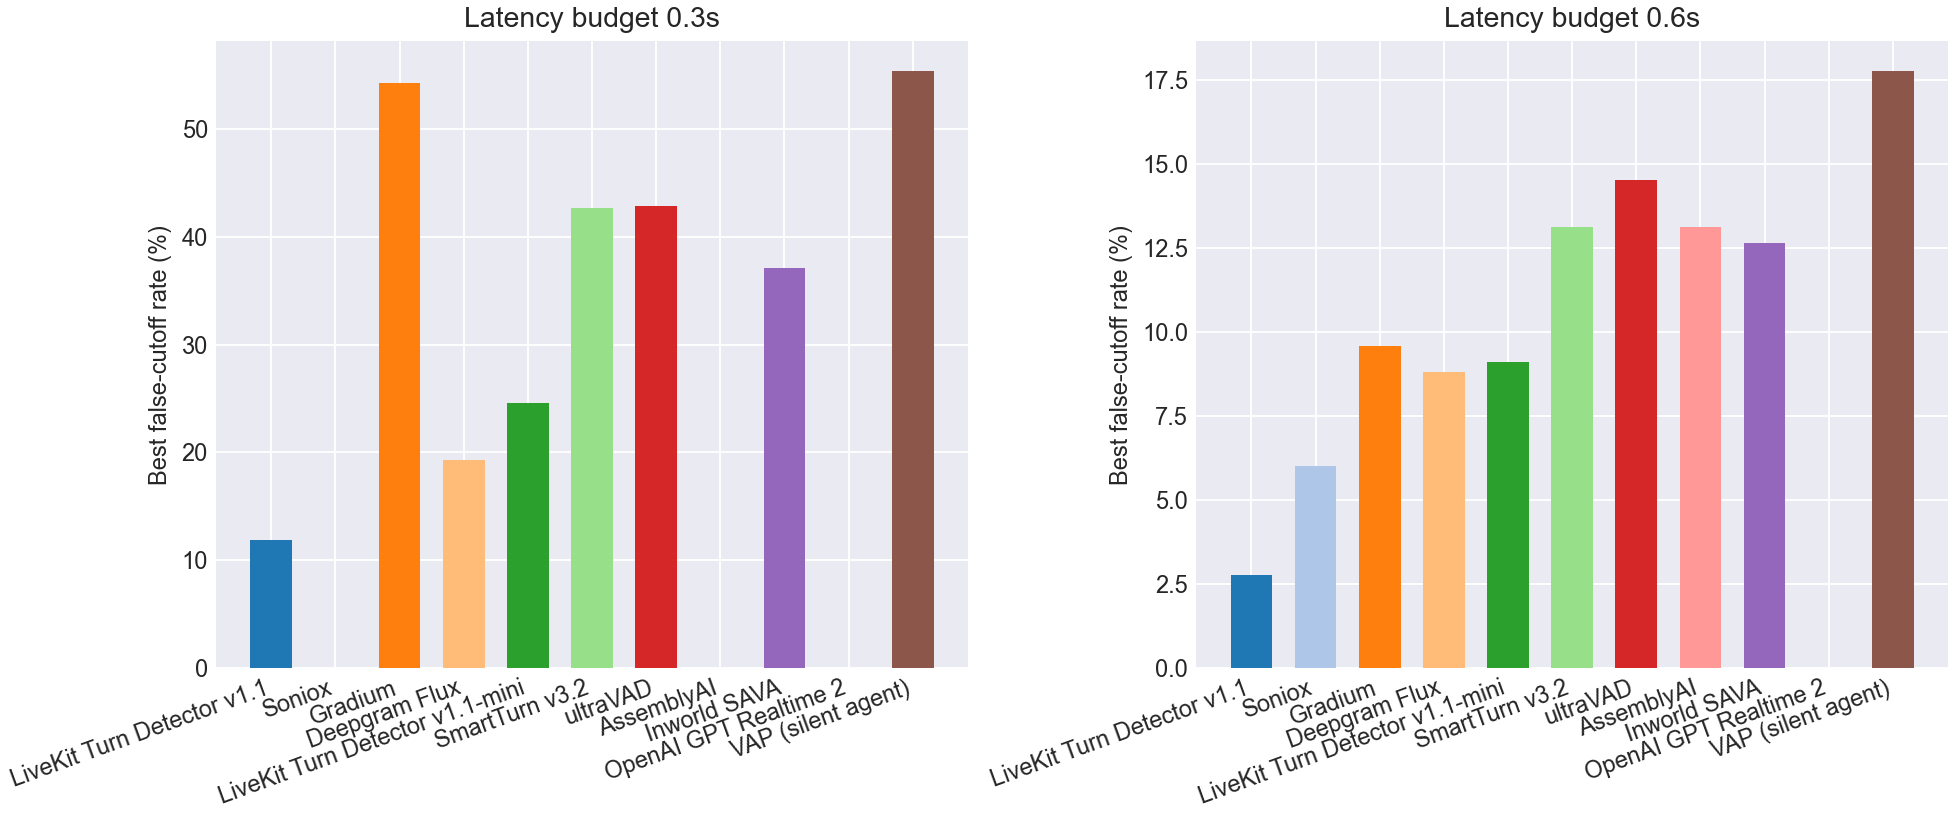 Latency budget 0.3s
Best false-cutoff rate (%)
50
40
30
20
10
0
LiveKit Turn Detector v1.1
Soniox
Gradium
Deepgram Flux
LiveKit Turn Detector v1.1-mini
SmartTurn v3.2
ultraVAD
AssemblyAI
Inworld SAVA
OpenAI GPT Realtime 2
VAP (silent agent)
Latency budget 0.6s
Best false-cutoff rate (%)
17.5
15.0
12.5
10.0
7.5
5.0
2.5
0.0
LiveKit Turn Detector v1.1
Soniox
Gradium
Deepgram Flux
LiveKit Turn Detector v1.1-mini
SmartTurn v3.2
ultraVAD
AssemblyAI
Inworld SAVA
OpenAI GPT Realtime 2
VAP (silent agent)